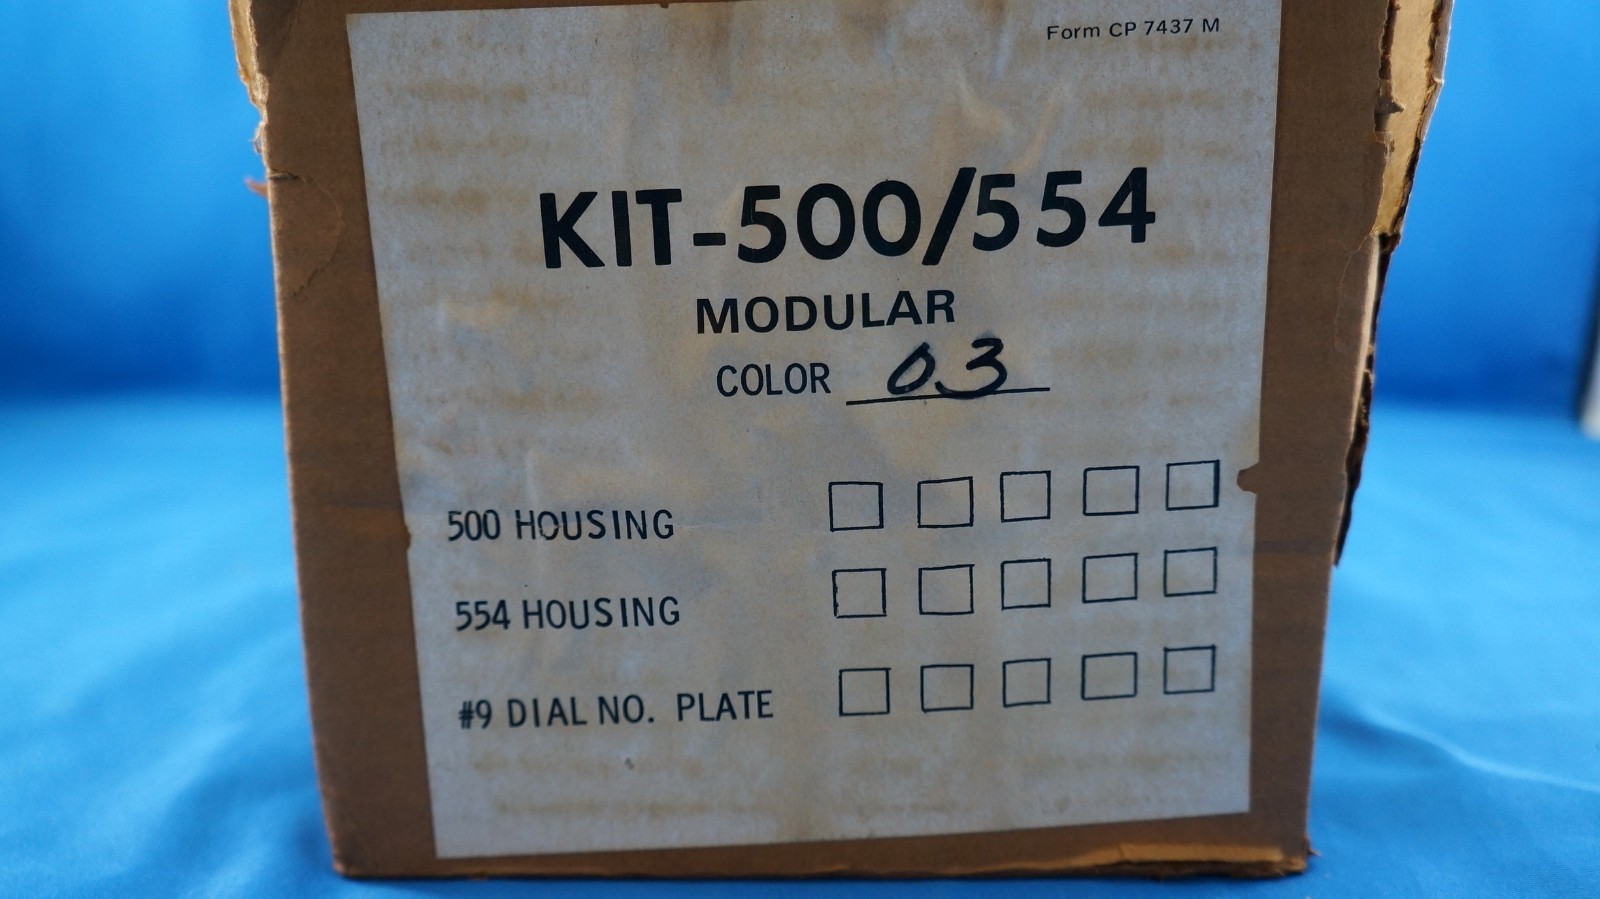 Form CP 7437 M
KIT-500/554
MODULAR
COLOR 03
500 HOUSING
554 HOUSING
#9 DIAL NO. PLATE